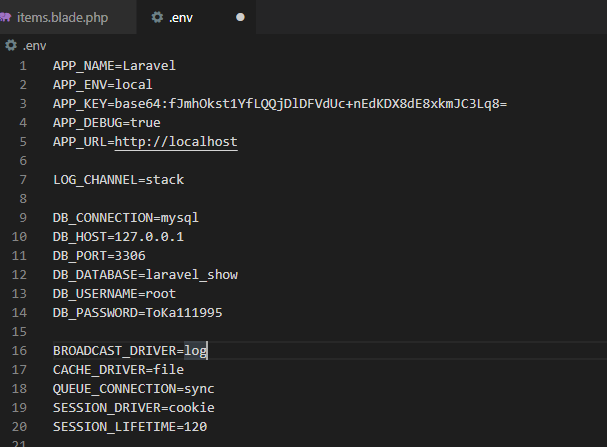 items.blade.php
.env
.env
1 APP_NAME=Laravel
2 APP_ENV=local
3 APP_KEY=base64:fJmhOkst1YfLQQjDlDFVdUc+nEdKDX8dE8xkmJC3Lq8=
4 APP_DEBUG=true
5 APP_URL=http://localhost
6
7 LOG_CHANNEL=stack
8
9 DB_CONNECTION=mysql
10 DB_HOST=127.0.0.1
11 DB_PORT=3306
12 DB_DATABASE=laravel_show
13 DB_USERNAME=root
14 DB_PASSWORD=ToKa111995
15
16 BROADCAST_DRIVER=log
17 CACHE_DRIVER=file
18 QUEUE_CONNECTION=sync
19 SESSION_DRIVER=cookie
20 SESSION_LIFETIME=120
21